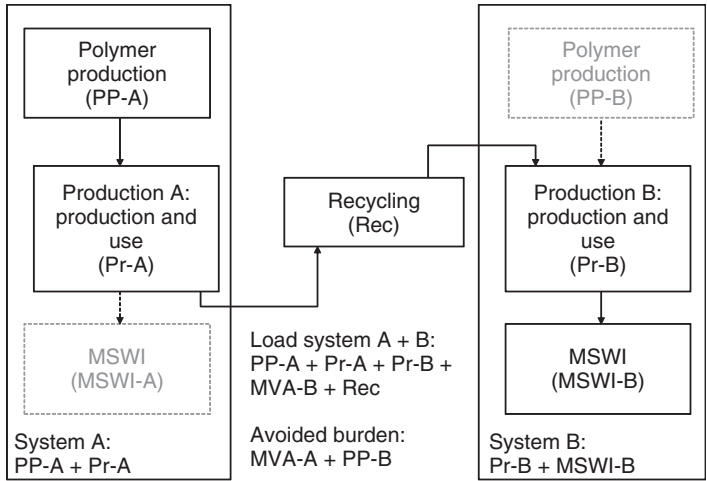 Polymer
production
(PP-A)
Production A:
production and
use
(Pr-A)
MSWI
(MSWI-A)
System A:
PP-A + Pr-A
Recycling
(Rec)
Load system A + B:
PP-A + Pr-A + Pr-B +
MVA-B + Rec
Avoided burden:
MVA-A + PP-B
Polymer
production
(PP-B)
Production B:
production and
use
(Pr-B)
MSWI
(MSWI-B)
System B:
Pr-B + MSWI-B